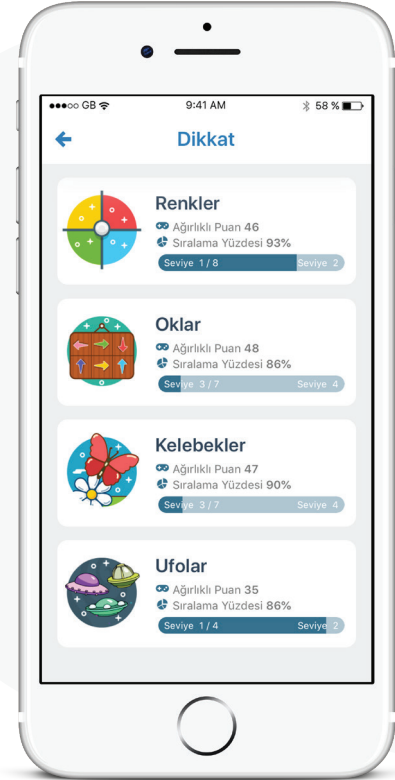 GB 9:41 AM 58 %
Dikkat
Renkler
Ağırlıklı Puan 46
Sıralama Yüzdesi 93%
Seviye 1 / 8 Seviye 2
Oklar
Ağırlıklı Puan 48
Sıralama Yüzdesi 86%
Seviye 3 / 7 Seviye 4
Kelebekler
Ağırlıklı Puan 47
Sıralama Yüzdesi 90%
Seviye 3 / 7 Seviye 4
Ufolar
Ağırlıklı Puan 35
Sıralama Yüzdesi 86%
Seviye 1 / 4 Seviye 2